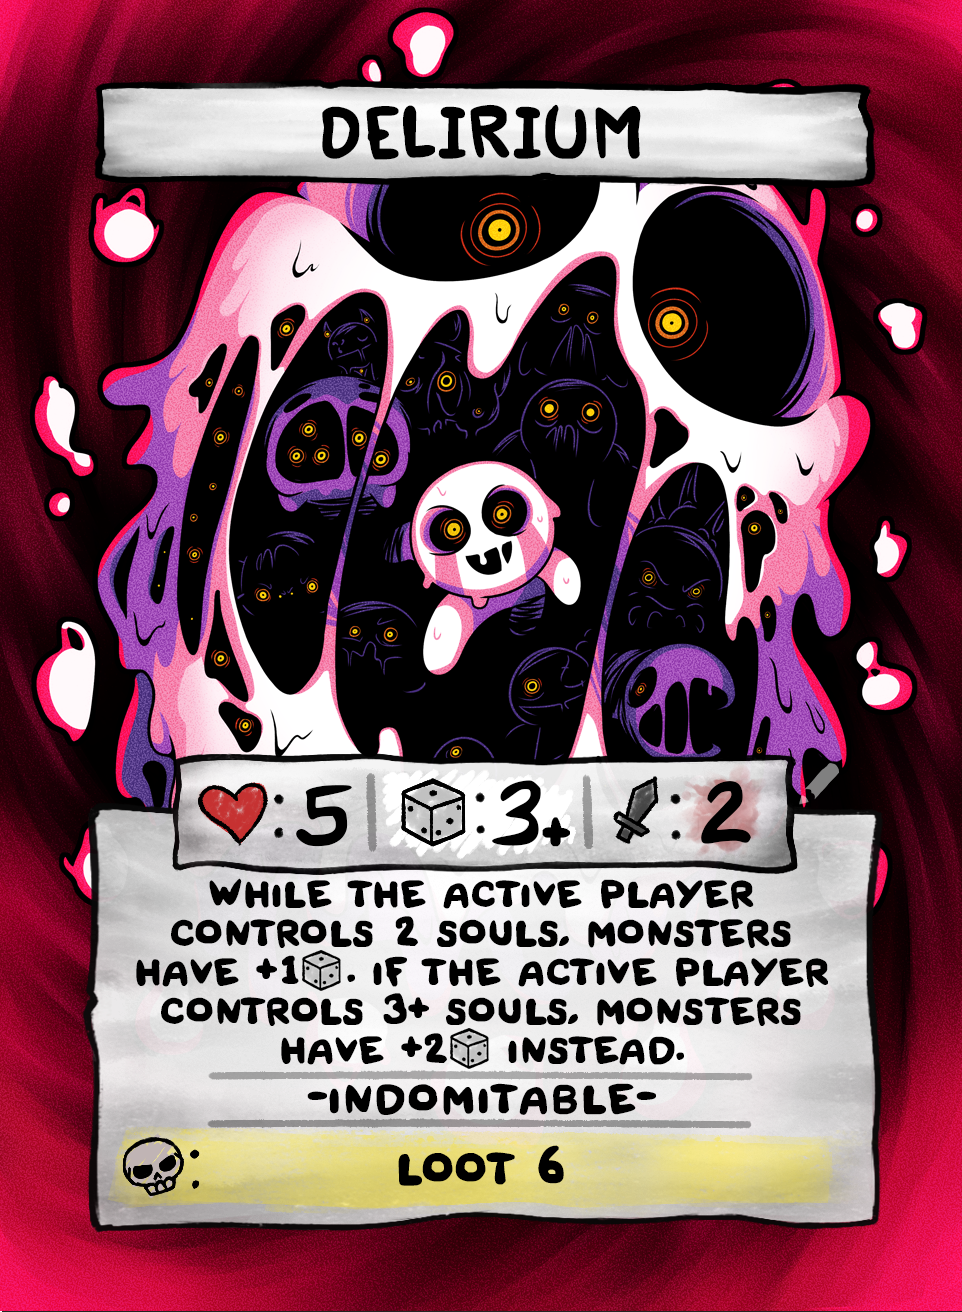 DELIRIUM
: 5 : 3+ : 2
WHILE THE ACTIVE PLAYER
CONTROLS 2 SOULS, MONSTERS
HAVE +1. IF THE ACTIVE PLAYER
CONTROLS 3+ SOULS, MONSTERS
HAVE +2 INSTEAD.
-INDOMITABLE-
: LOOT 6